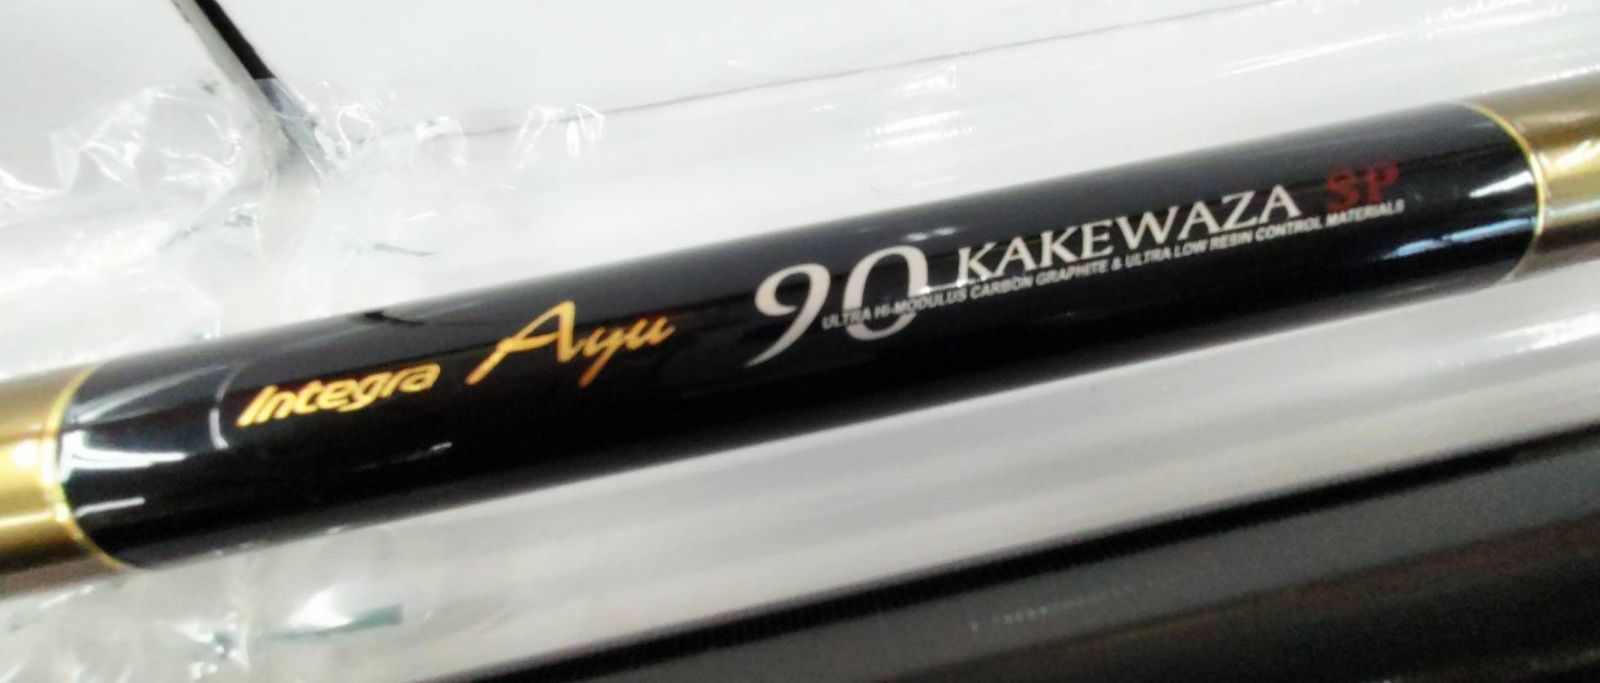 Integra Ayu 90 KAKEWAZA SP
ULTRA HI-MODULUS CARBON GRAPHITE & ULTRA LOW RESIN CONTROL MATERIALS